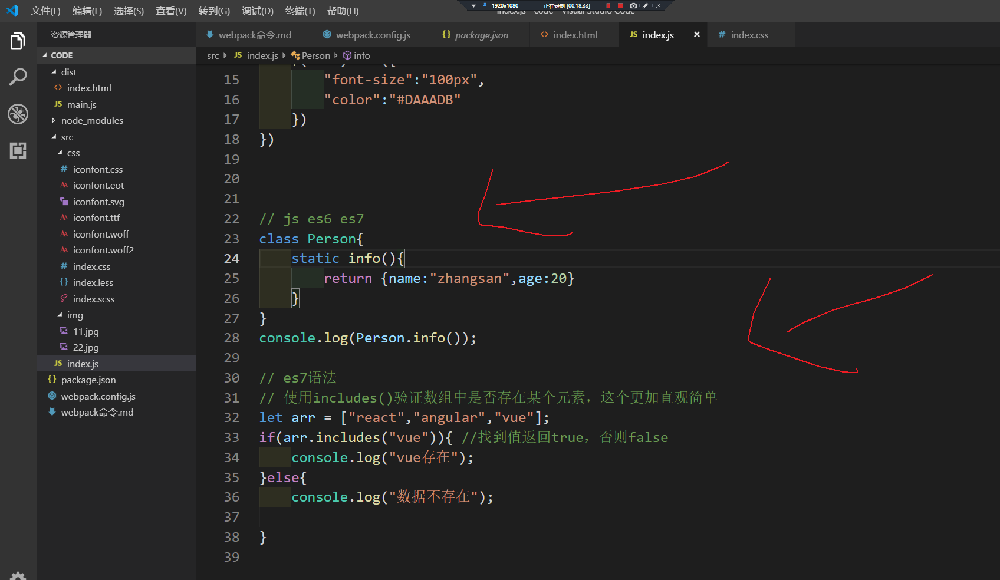 文件(F) 编辑(E) 选择(S) 查看(V) 转到(G) 调试(D) 终端(T) 帮助(H)
1920x1080 正在录制 [00:18:33]
index.js - code - Visual Studio Code
资源管理器
webpack命令.md webpack.config.js package.json index.html JS index.js index.css
CODE
src JS index.js Person info
dist
index.html
JS main.js
node_modules
src
css
iconfont.css
iconfont.eot
iconfont.svg
iconfont.ttf
iconfont.woff
iconfont.woff2
index.css
index.less
index.scss
img
11.jpg
22.jpg
JS index.js
package.json
webpack.config.js
webpack命令.md
15 "font-size":"100px",
16 "color":"#DAAADB"
17 })
18 })
19
20
21
22 // js es6 es7
23 class Person{
24 static info(){
25 return {name:"zhangsan",age:20}
26 }
27 }
28 console.log(Person.info());
29
30 // es7语法
31 // 使用includes()验证数组中是否存在某个元素，这个更加直观简单
32 let arr = ["react","angular","vue"];
33 if(arr.includes("vue")){ //找到值返回true，否则false
34 console.log("vue存在");
35 }else{
36 console.log("数据不存在");
37
38 }
39